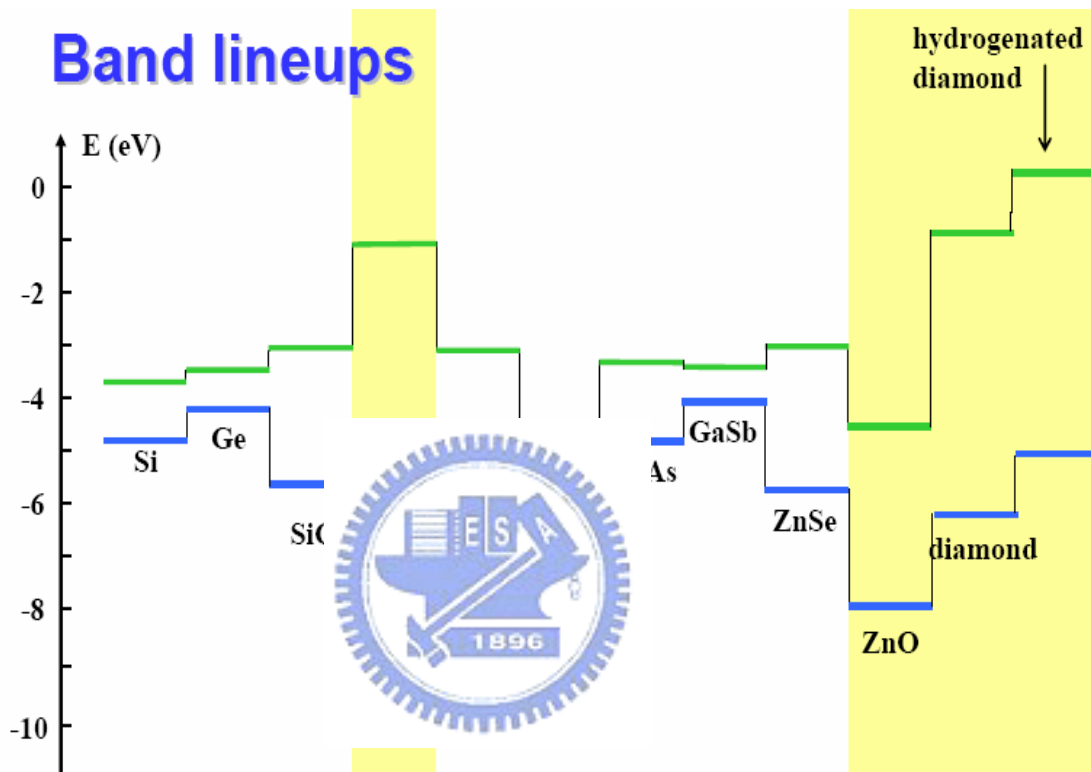 Band lineups
hydrogenated
diamond
E (eV)
0
-2
-4
-6
-8
-10
Si
Ge
GaSb
ZnSe
diamond
ZnO
E S A
1896